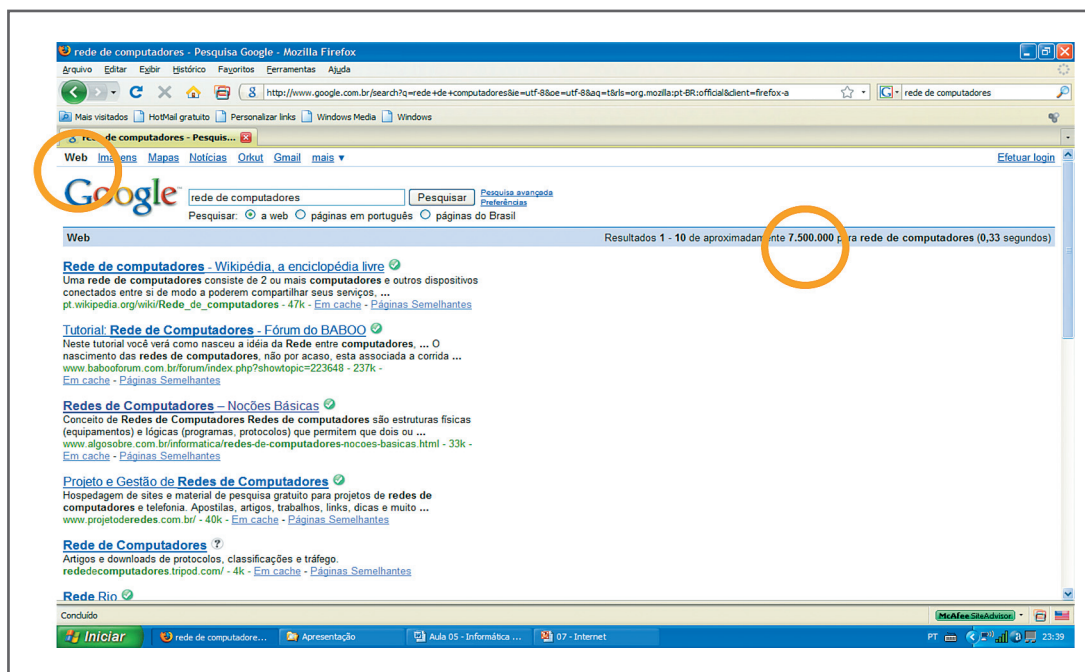 rede de computadores - Pesquisa Google - Mozilla Firefox
Arquivo Editar Exibir Histórico Favoritos Ferramentas Ajuda
http://www.google.com.br/search?q=rede+de+computadores&ie=utf-8&oe=utf-8&aq=t&rls=org.mozilla:pt-BR:official&client=firefox-a rede de computadores
Mais visitados HotMail gratuito Personalizar links Windows Media Windows
rede de computadores - Pesquis...
Web Imagens Mapas Notícias Orkut Gmail mais ▼ Efetuar login
Google™ rede de computadores Pesquisar Pesquisa avançada
Preferências
Pesquisar: a web páginas em português páginas do Brasil
Web Resultados 1 - 10 de aproximadamente 7.500.000 para rede de computadores (0,33 segundos)
Rede de computadores - Wikipédia, a enciclopédia livre
Uma rede de computadores consiste de 2 ou mais computadores e outros dispositivos
conectados entre si de modo a poderem compartilhar seus serviços, ...
pt.wikipedia.org/wiki/Rede_de_computadores - 47k - Em cache - Páginas Semelhantes
Tutorial: Rede de Computadores - Fórum do BABOO
Neste tutorial você verá como nasceu a idéia da Rede entre computadores, ... O
nascimento das redes de computadores, não por acaso, esta associada a corrida ...
www.babooforum.com.br/forum/index.php?showtopic=223648 - 237k -
Em cache - Páginas Semelhantes
Redes de Computadores – Noções Básicas
Conceito de Redes de Computadores Redes de computadores são estruturas físicas
(equipamentos) e lógicas (programas, protocolos) que permitem que dois ou ...
www.algosobre.com.br/informatica/redes-de-computadores-nocoes-basicas.html - 33k -
Em cache - Páginas Semelhantes
Projeto e Gestão de Redes de Computadores
Hospedagem de sites e material de pesquisa gratuito para projetos de redes de
computadores e telefonia. Apostilas, artigos, trabalhos, links, dicas e muito ...
www.projetoderedes.com.br/ - 40k - Em cache - Páginas Semelhantes
Rede de Computadores
Artigos e downloads de protocolos, classificações e tráfego.
rededecomputadores.tripod.com/ - 4k - Em cache - Páginas Semelhantes
Rede Rio
Concluído McAfee SiteAdvisor
Iniciar rede de computadore... Apresentação Aula 05 - Informática ... 07 - Internet PT 23:39